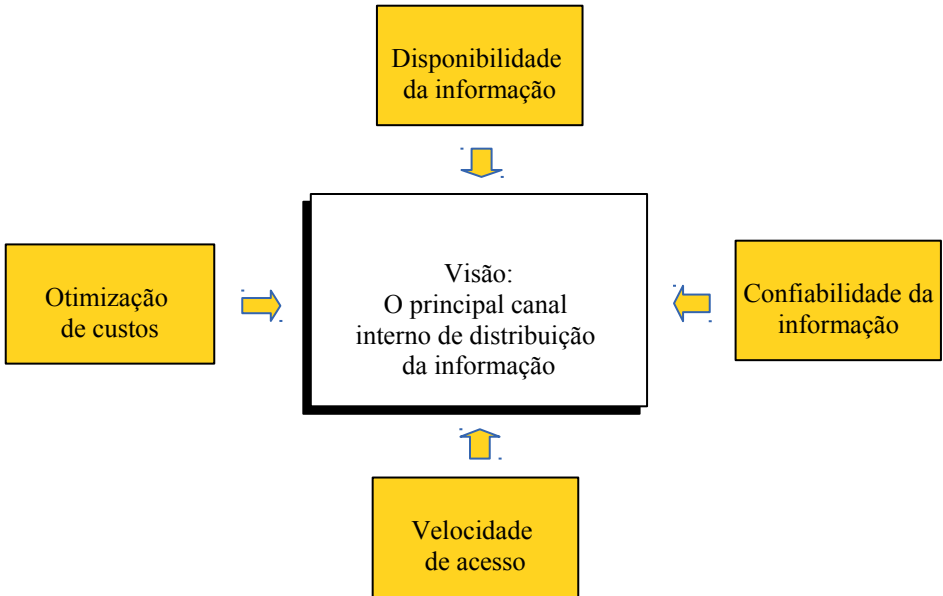 Disponibilidade
da informação
Otimização
de custos
Visão:
O principal canal
interno de distribuição
da informação
Confiabilidade da
informação
Velocidade
de acesso